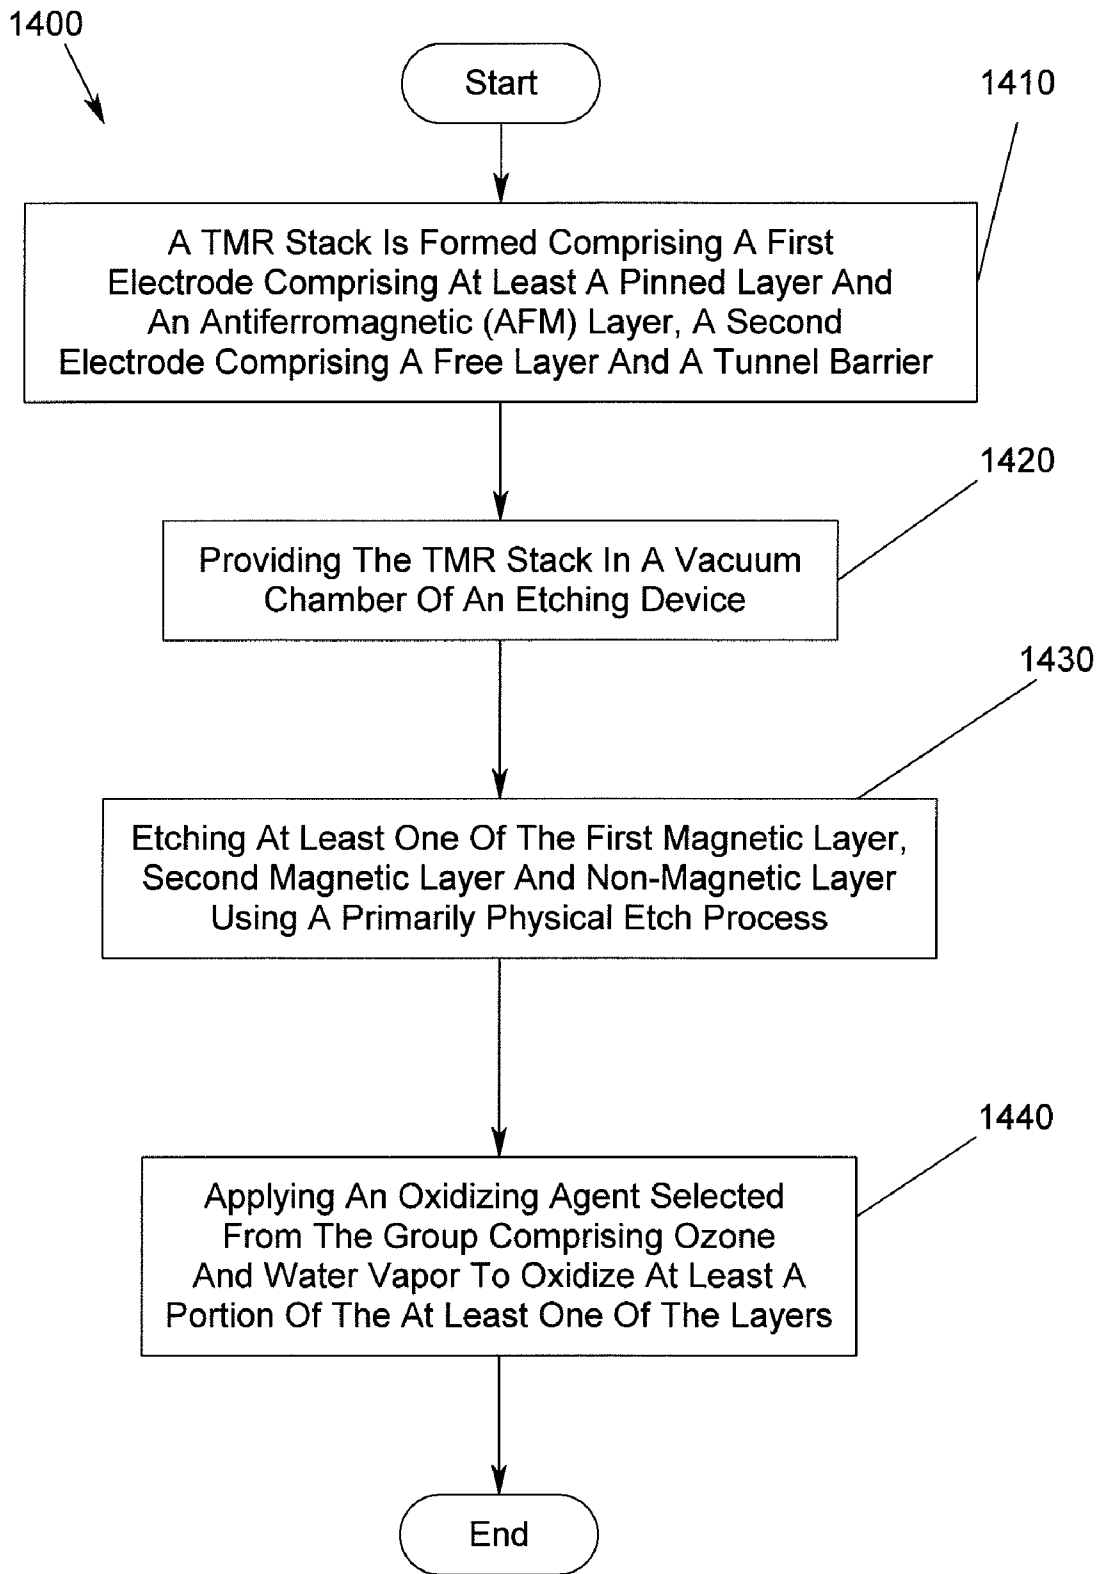 1400
Start
1410
A TMR Stack Is Formed Comprising A First
Electrode Comprising At Least A Pinned Layer And
An Antiferromagnetic (AFM) Layer, A Second
Electrode Comprising A Free Layer And A Tunnel Barrier
1420
Providing The TMR Stack In A Vacuum
Chamber Of An Etching Device
1430
Etching At Least One Of The First Magnetic Layer,
Second Magnetic Layer And Non-Magnetic Layer
Using A Primarily Physical Etch Process
1440
Applying An Oxidizing Agent Selected
From The Group Comprising Ozone
And Water Vapor To Oxidize At Least A
Portion Of The At Least One Of The Layers
End